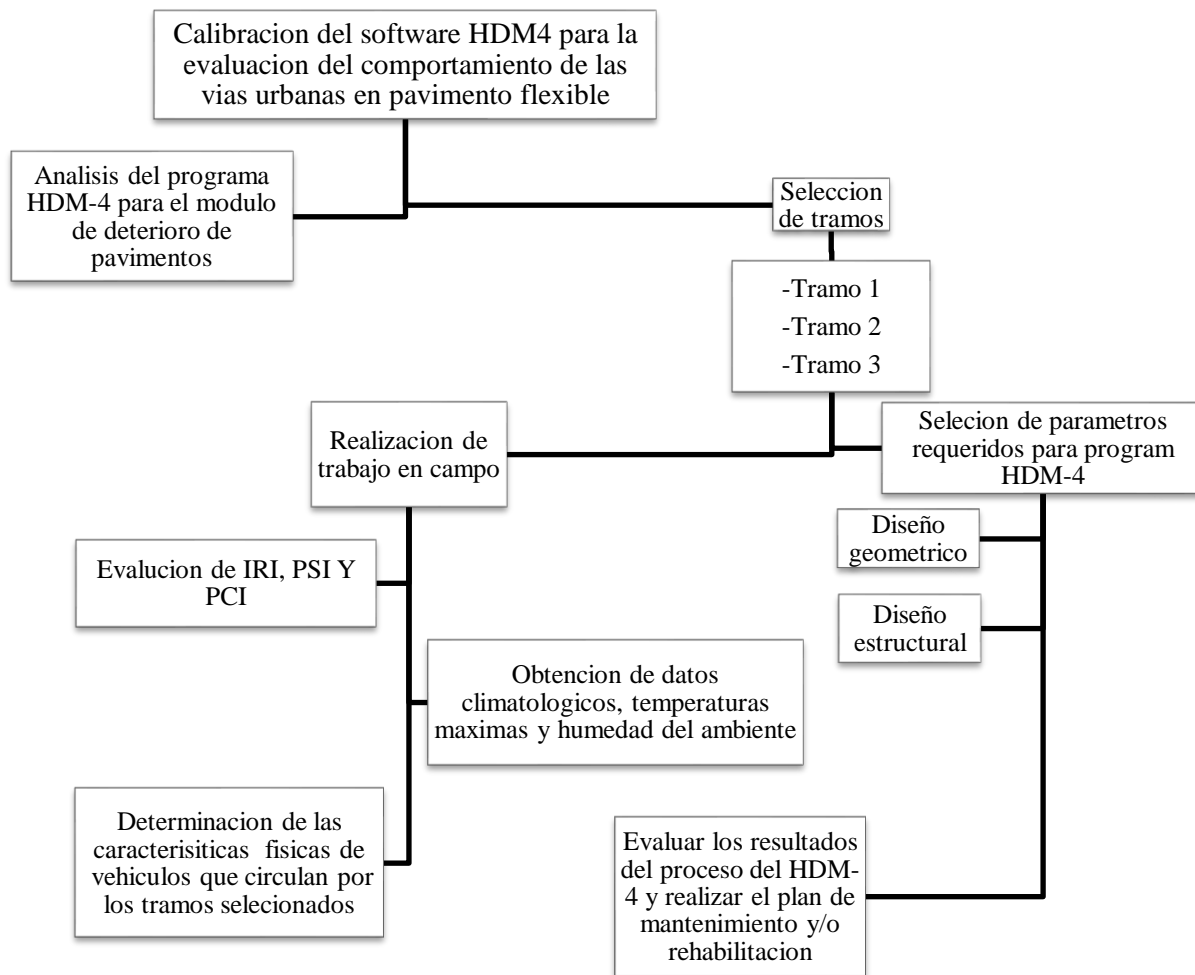 Calibracion del software HDM4 para la
evaluacion del comportamiento de las
vias urbanas en pavimento flexible
Analisis del programa
HDM-4 para el modulo
de deterioro de
pavimentos
Seleccion
de tramos
-Tramo 1
-Tramo 2
-Tramo 3
Realizacion de
trabajo en campo
Selecion de parametros
requeridos para program
HDM-4
Diseño
geometrico
Evalucion de IRI, PSI Y
PCI
Diseño
estructural
Obtencion de datos
climatologicos, temperaturas
maximas y humedad del ambiente
Determinacion de las
caracterisiticas fisicas de
vehiculos que circulan por
los tramos selecionados
Evaluar los resultados
del proceso del HDM-
4 y realizar el plan de
mantenimiento y/o
rehabilitacion